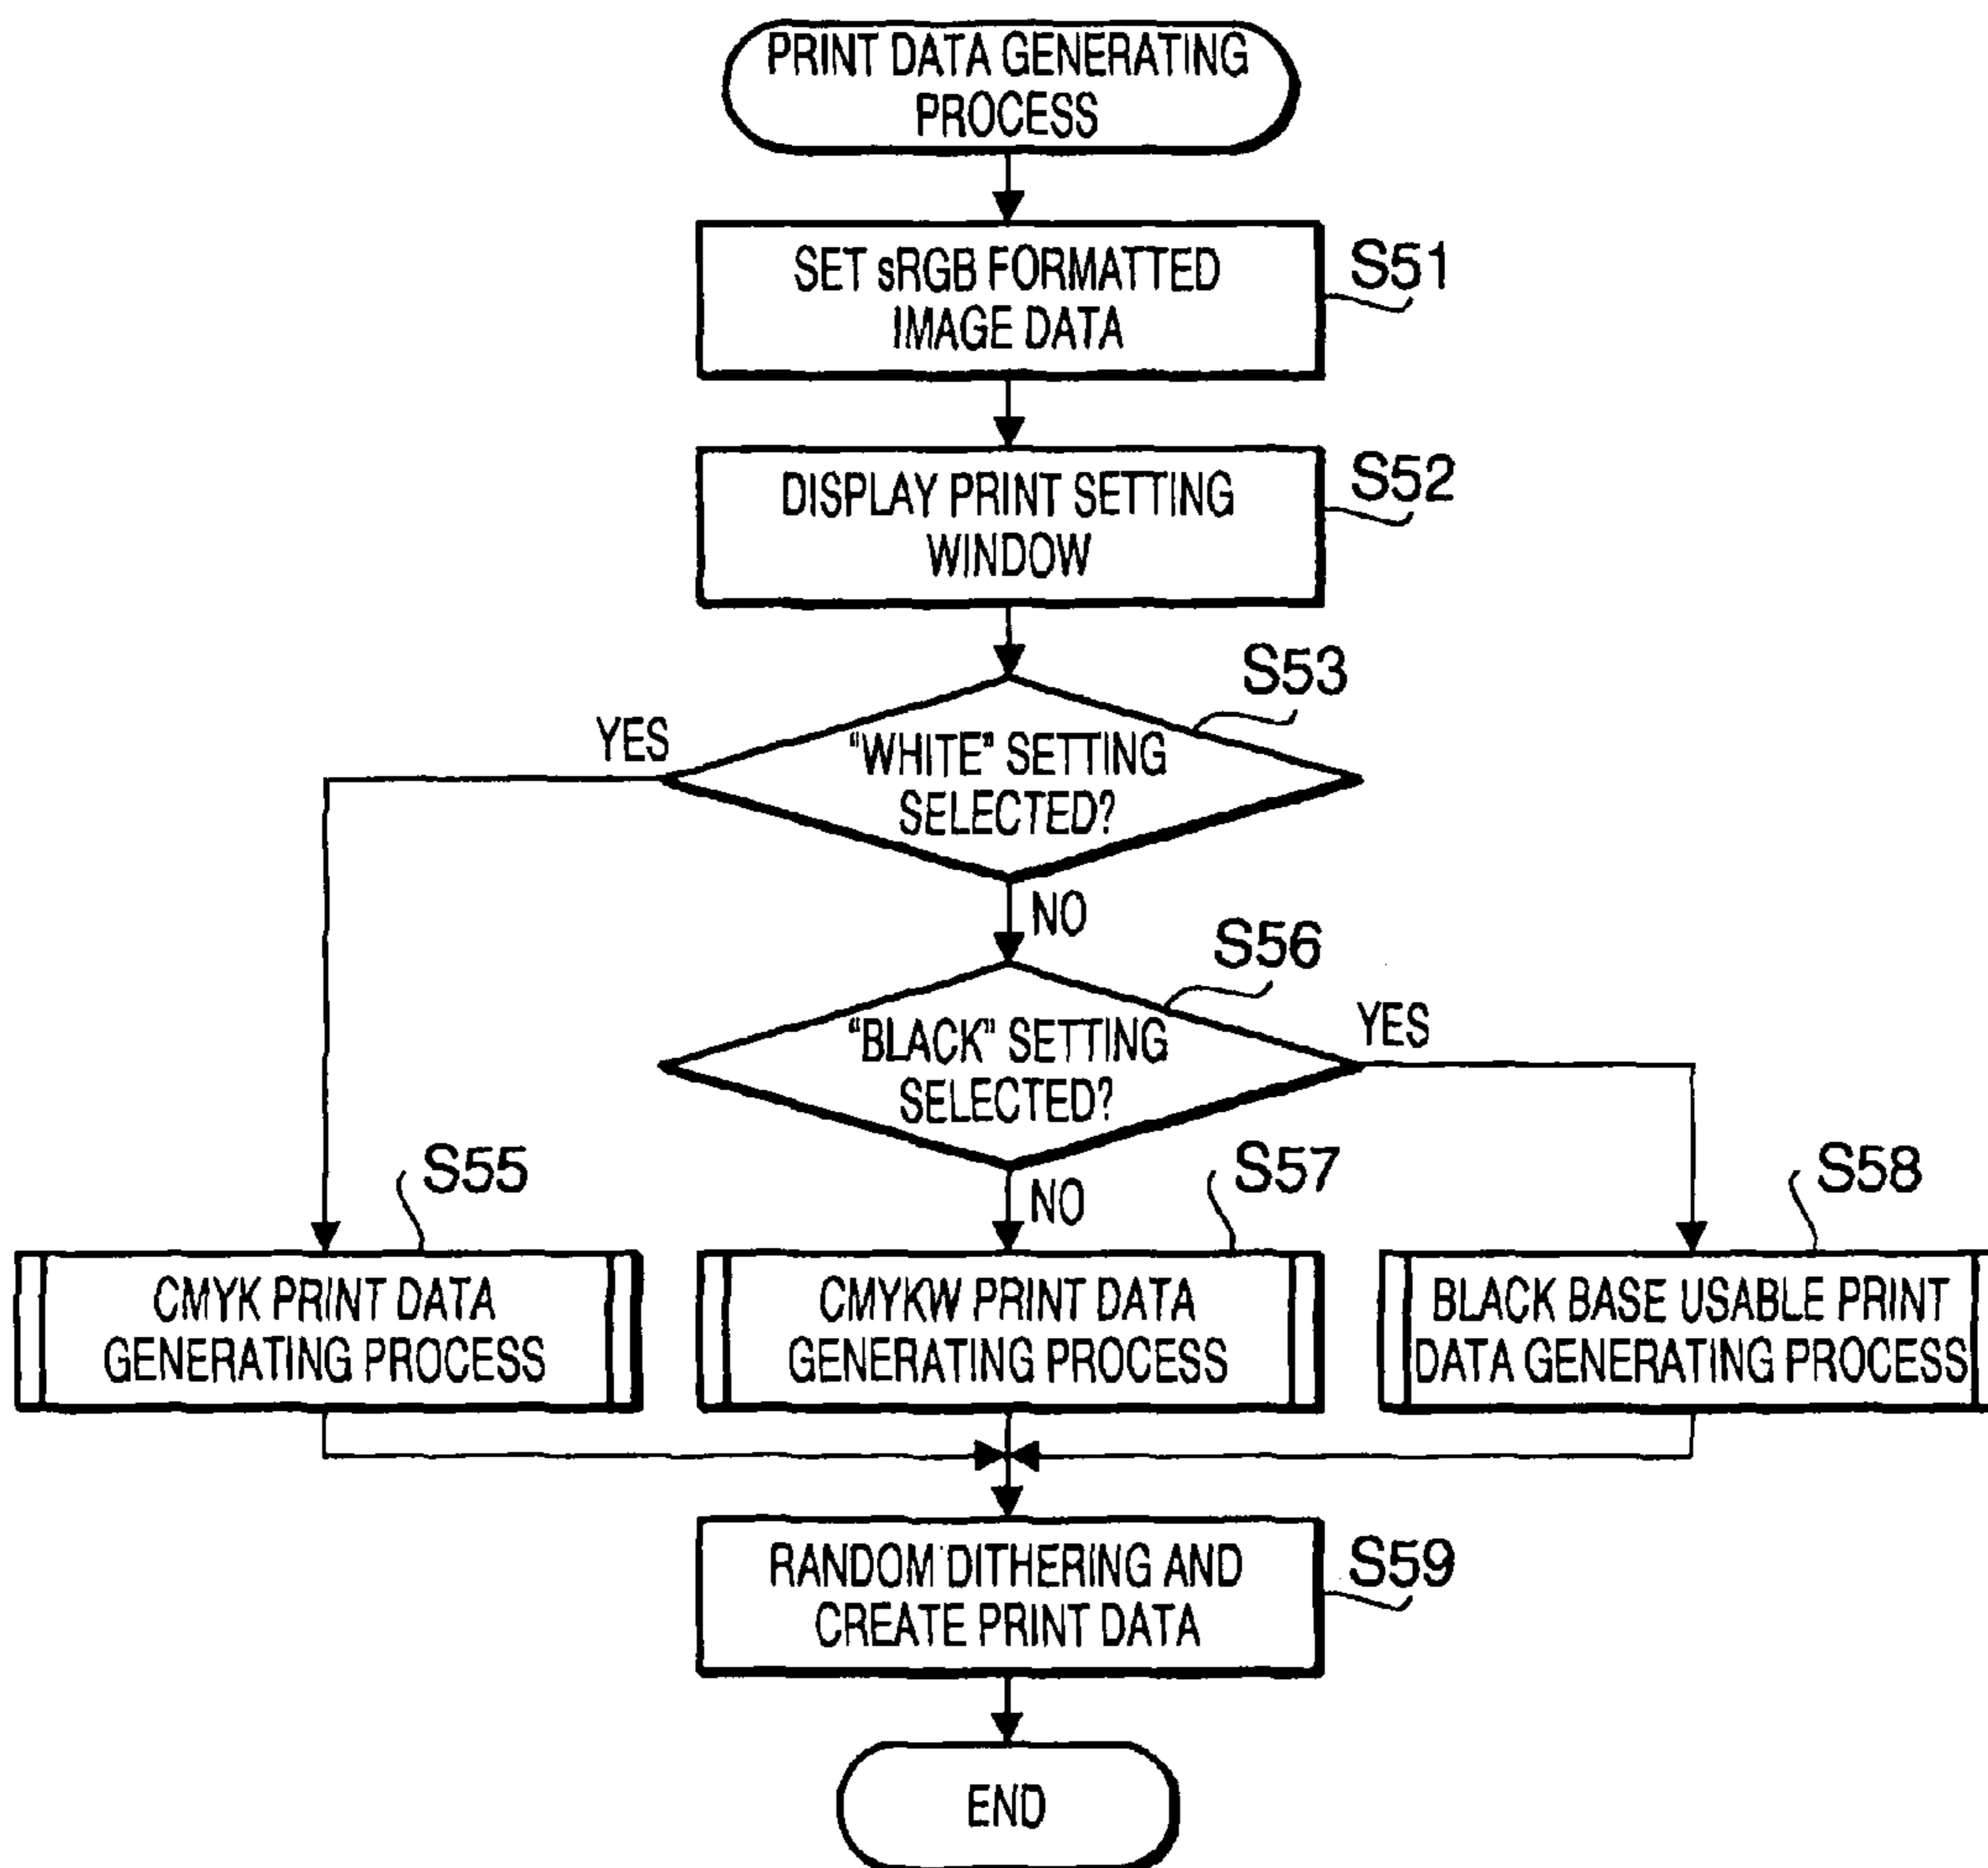 PRINT DATA GENERATING
PROCESS
SET sRGB FORMATTED
IMAGE DATA
S51
DISPLAY PRINT SETTING
WINDOW
S52
S53
YES
“WHITE” SETTING
SELECTED?
NO
S56
“BLACK” SETTING
SELECTED?
YES
NO
S55
S57
S58
CMYK PRINT DATA
GENERATING PROCESS
CMYKW PRINT DATA
GENERATING PROCESS
BLACK BASE USABLE PRINT
DATA GENERATING PROCESS
RANDOM DITHERING AND
CREATE PRINT DATA
S59
END